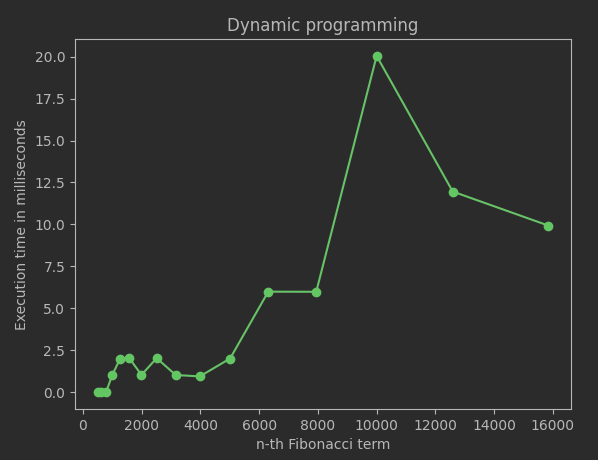 Dynamic programming
20.0
17.5
15.0
12.5
10.0
7.5
5.0
2.5
0.0
Execution time in milliseconds
0 2000 4000 6000 8000 10000 12000 14000 16000
n-th Fibonacci term